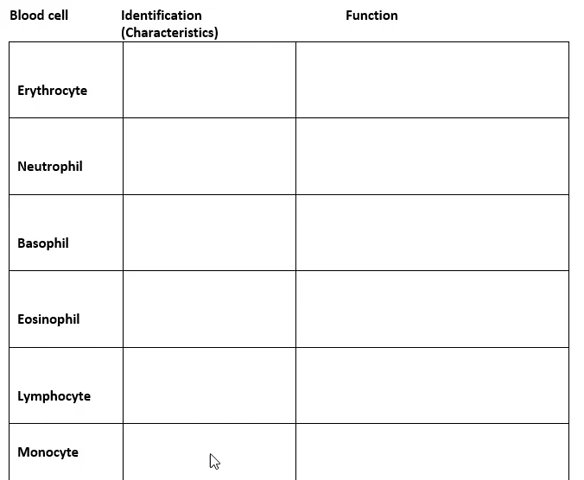 Blood cell Identification Function
(Characteristics)
Erythrocyte
Neutrophil
Basophil
Eosinophil
Lymphocyte
Monocyte